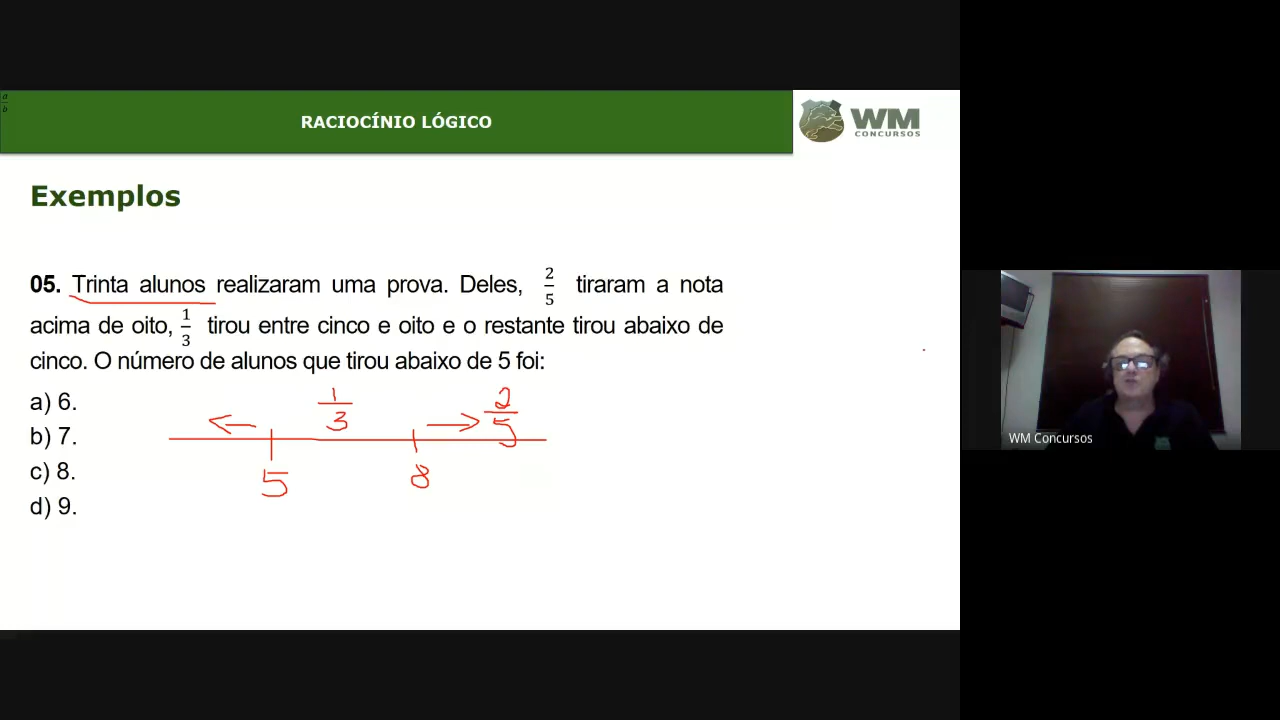 a
b
RACIOCÍNIO LÓGICO
WM
CONCURSOS
Exemplos
05. Trinta alunos realizaram uma prova. Deles, 2/5 tiraram a nota
acima de oito, 1/3 tirou entre cinco e oito e o restante tirou abaixo de
cinco. O número de alunos que tirou abaixo de 5 foi:
a) 6.
b) 7.
c) 8.
d) 9.
1/3 2/5
5 8
WM Concursos